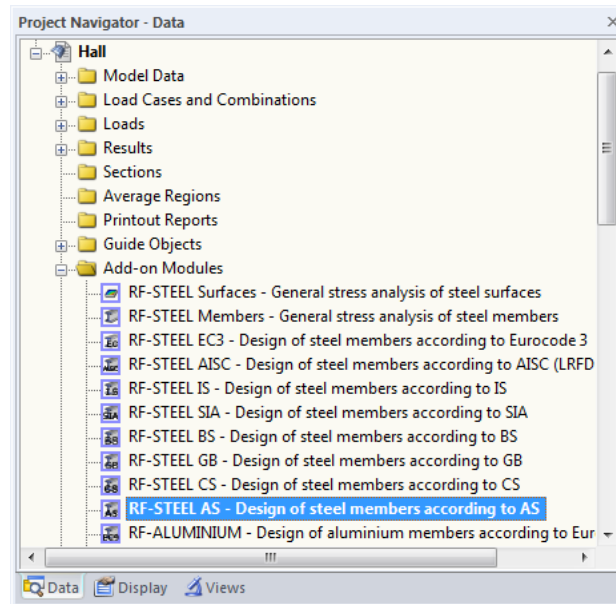 Project Navigator - Data
Hall
Model Data
Load Cases and Combinations
Loads
Results
Sections
Average Regions
Printout Reports
Guide Objects
Add-on Modules
RF-STEEL Surfaces - General stress analysis of steel surfaces
RF-STEEL Members - General stress analysis of steel members
RF-STEEL EC3 - Design of steel members according to Eurocode 3
RF-STEEL AISC - Design of steel members according to AISC (LRFD
RF-STEEL IS - Design of steel members according to IS
RF-STEEL SIA - Design of steel members according to SIA
RF-STEEL BS - Design of steel members according to BS
RF-STEEL GB - Design of steel members according to GB
RF-STEEL CS - Design of steel members according to CS
RF-STEEL AS - Design of steel members according to AS
RF-ALUMINIUM - Design of aluminium members according to Eur
Data Display Views